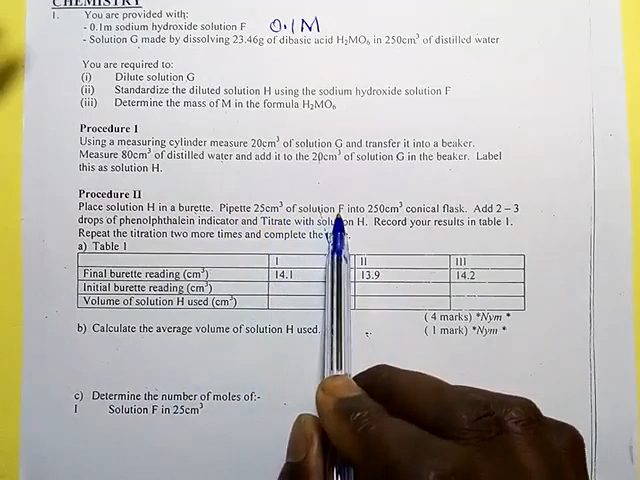 CHEMISTRY
1. You are provided with:
- 0.1m sodium hydroxide solution F 0.1M
- Solution G made by dissolving 23.46g of dibasic acid H₂MO₆ in 250cm³ of distilled water
You are required to:
(i) Dilute solution G
(ii) Standardize the diluted solution H using the sodium hydroxide solution F
(iii) Determine the mass of M in the formula H₂MO₆
Procedure I
Using a measuring cylinder measure 20cm³ of solution G and transfer it into a beaker.
Measure 80cm³ of distilled water and add it to the 20cm³ of solution G in the beaker. Label
this as solution H.
Procedure II
Place solution H in a burette. Pipette 25cm³ of solution F into 250cm³ conical flask. Add 2 – 3
drops of phenolphthalein indicator and Titrate with solution H. Record your results in table 1.
Repeat the titration two more times and complete the
a) Table 1
I II III
Final burette reading (cm³) 14.1 13.9 14.2
Initial burette reading (cm³)
Volume of solution H used (cm³)
( 4 marks) *Nym *
b) Calculate the average volume of solution H used. ( 1 mark) *Nym *
c) Determine the number of moles of:-
I Solution F in 25cm³